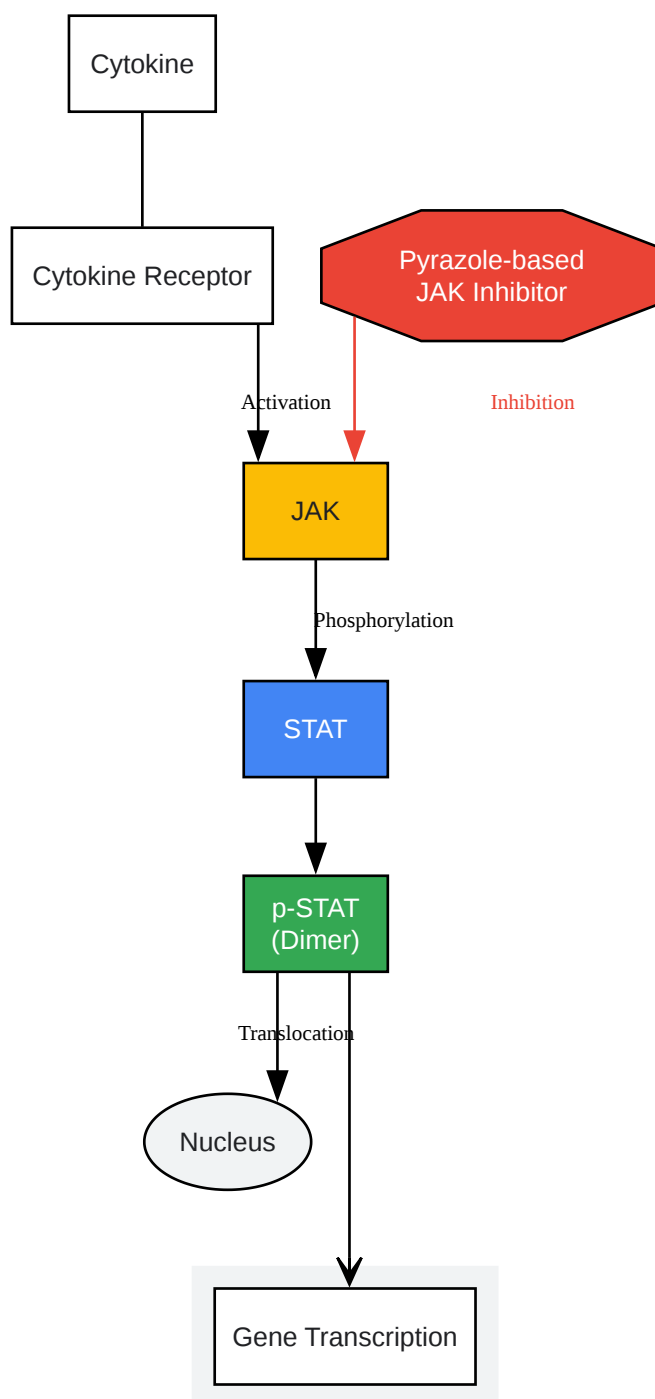 Cytokine
Cytokine Receptor
Pyrazole-based
JAK Inhibitor
Activation
Inhibition
JAK
Phosphorylation
STAT
p-STAT
(Dimer)
Translocation
Nucleus
Gene Transcription